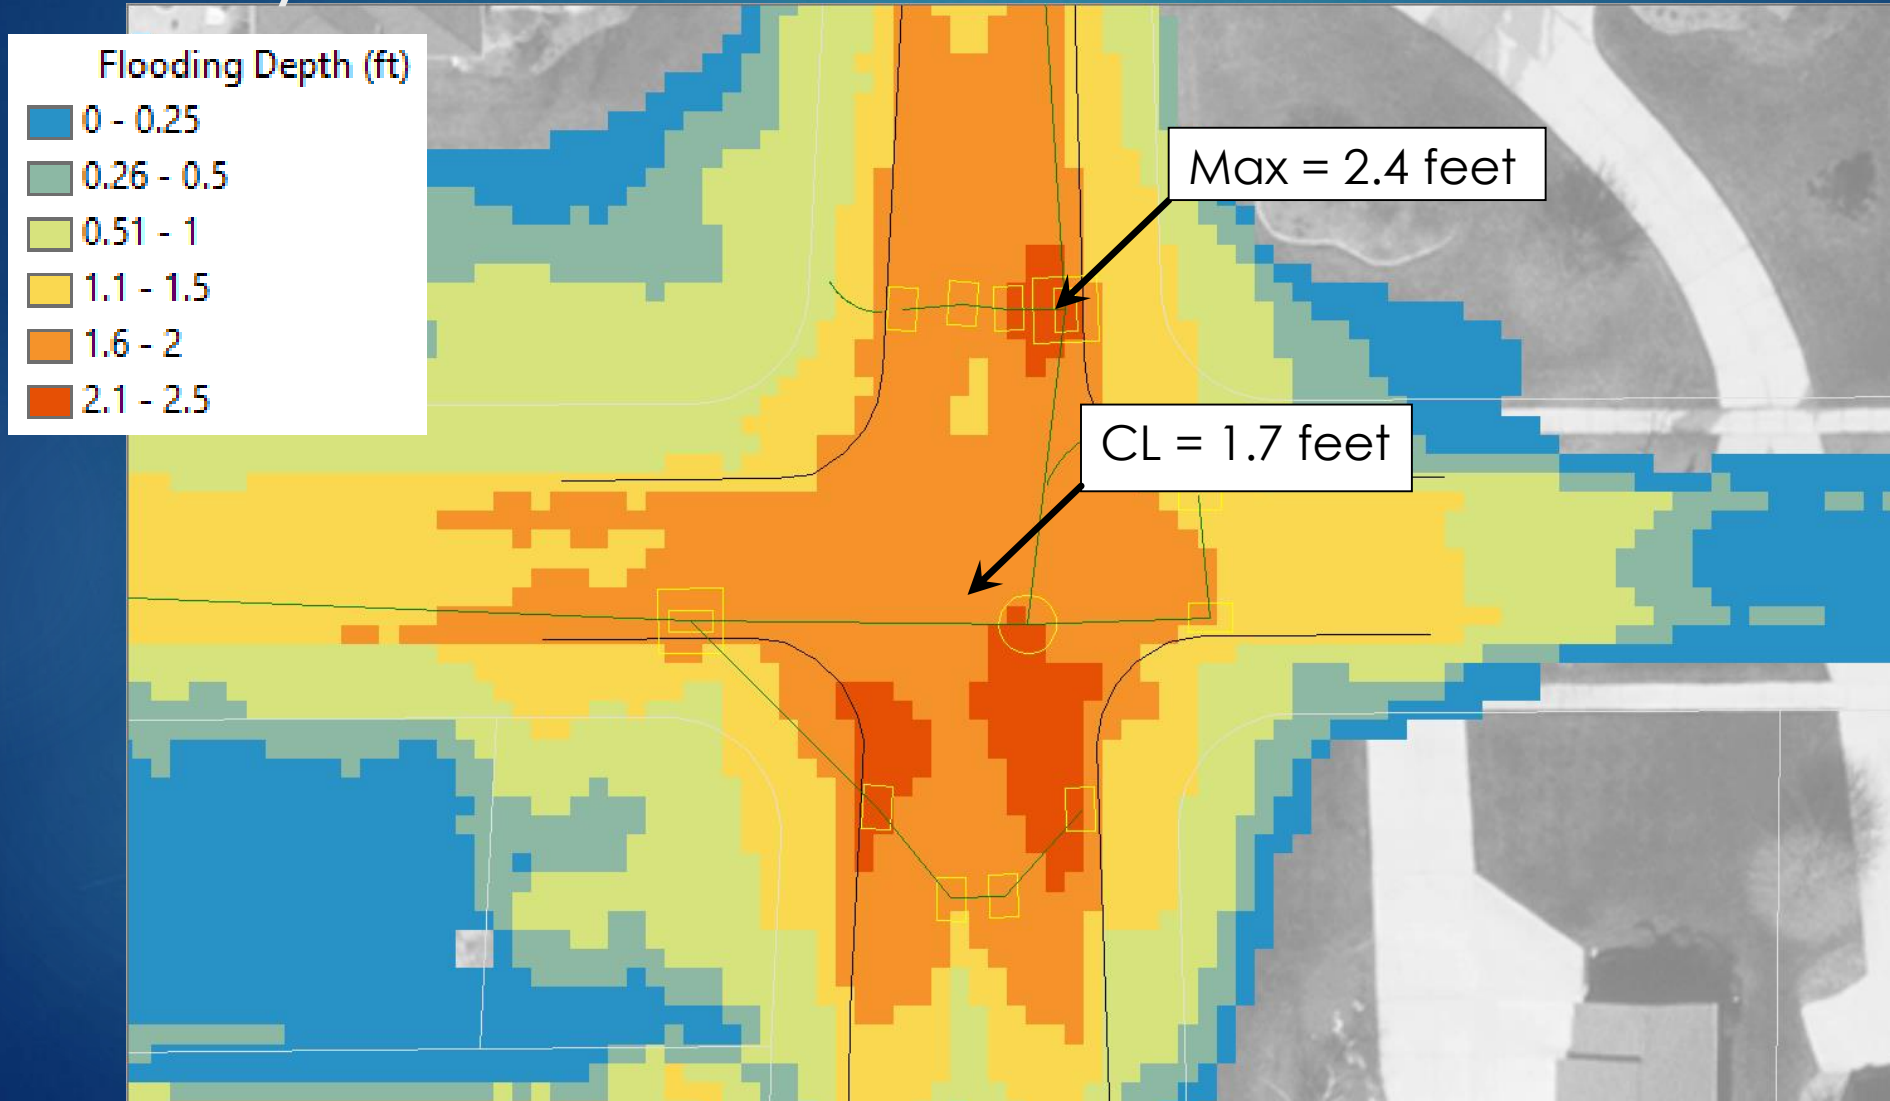 Flooding Depth (ft)
0 - 0.25
0.26 - 0.5
0.51 - 1
1.1 - 1.5
1.6 - 2
2.1 - 2.5
Max = 2.4 feet
CL = 1.7 feet